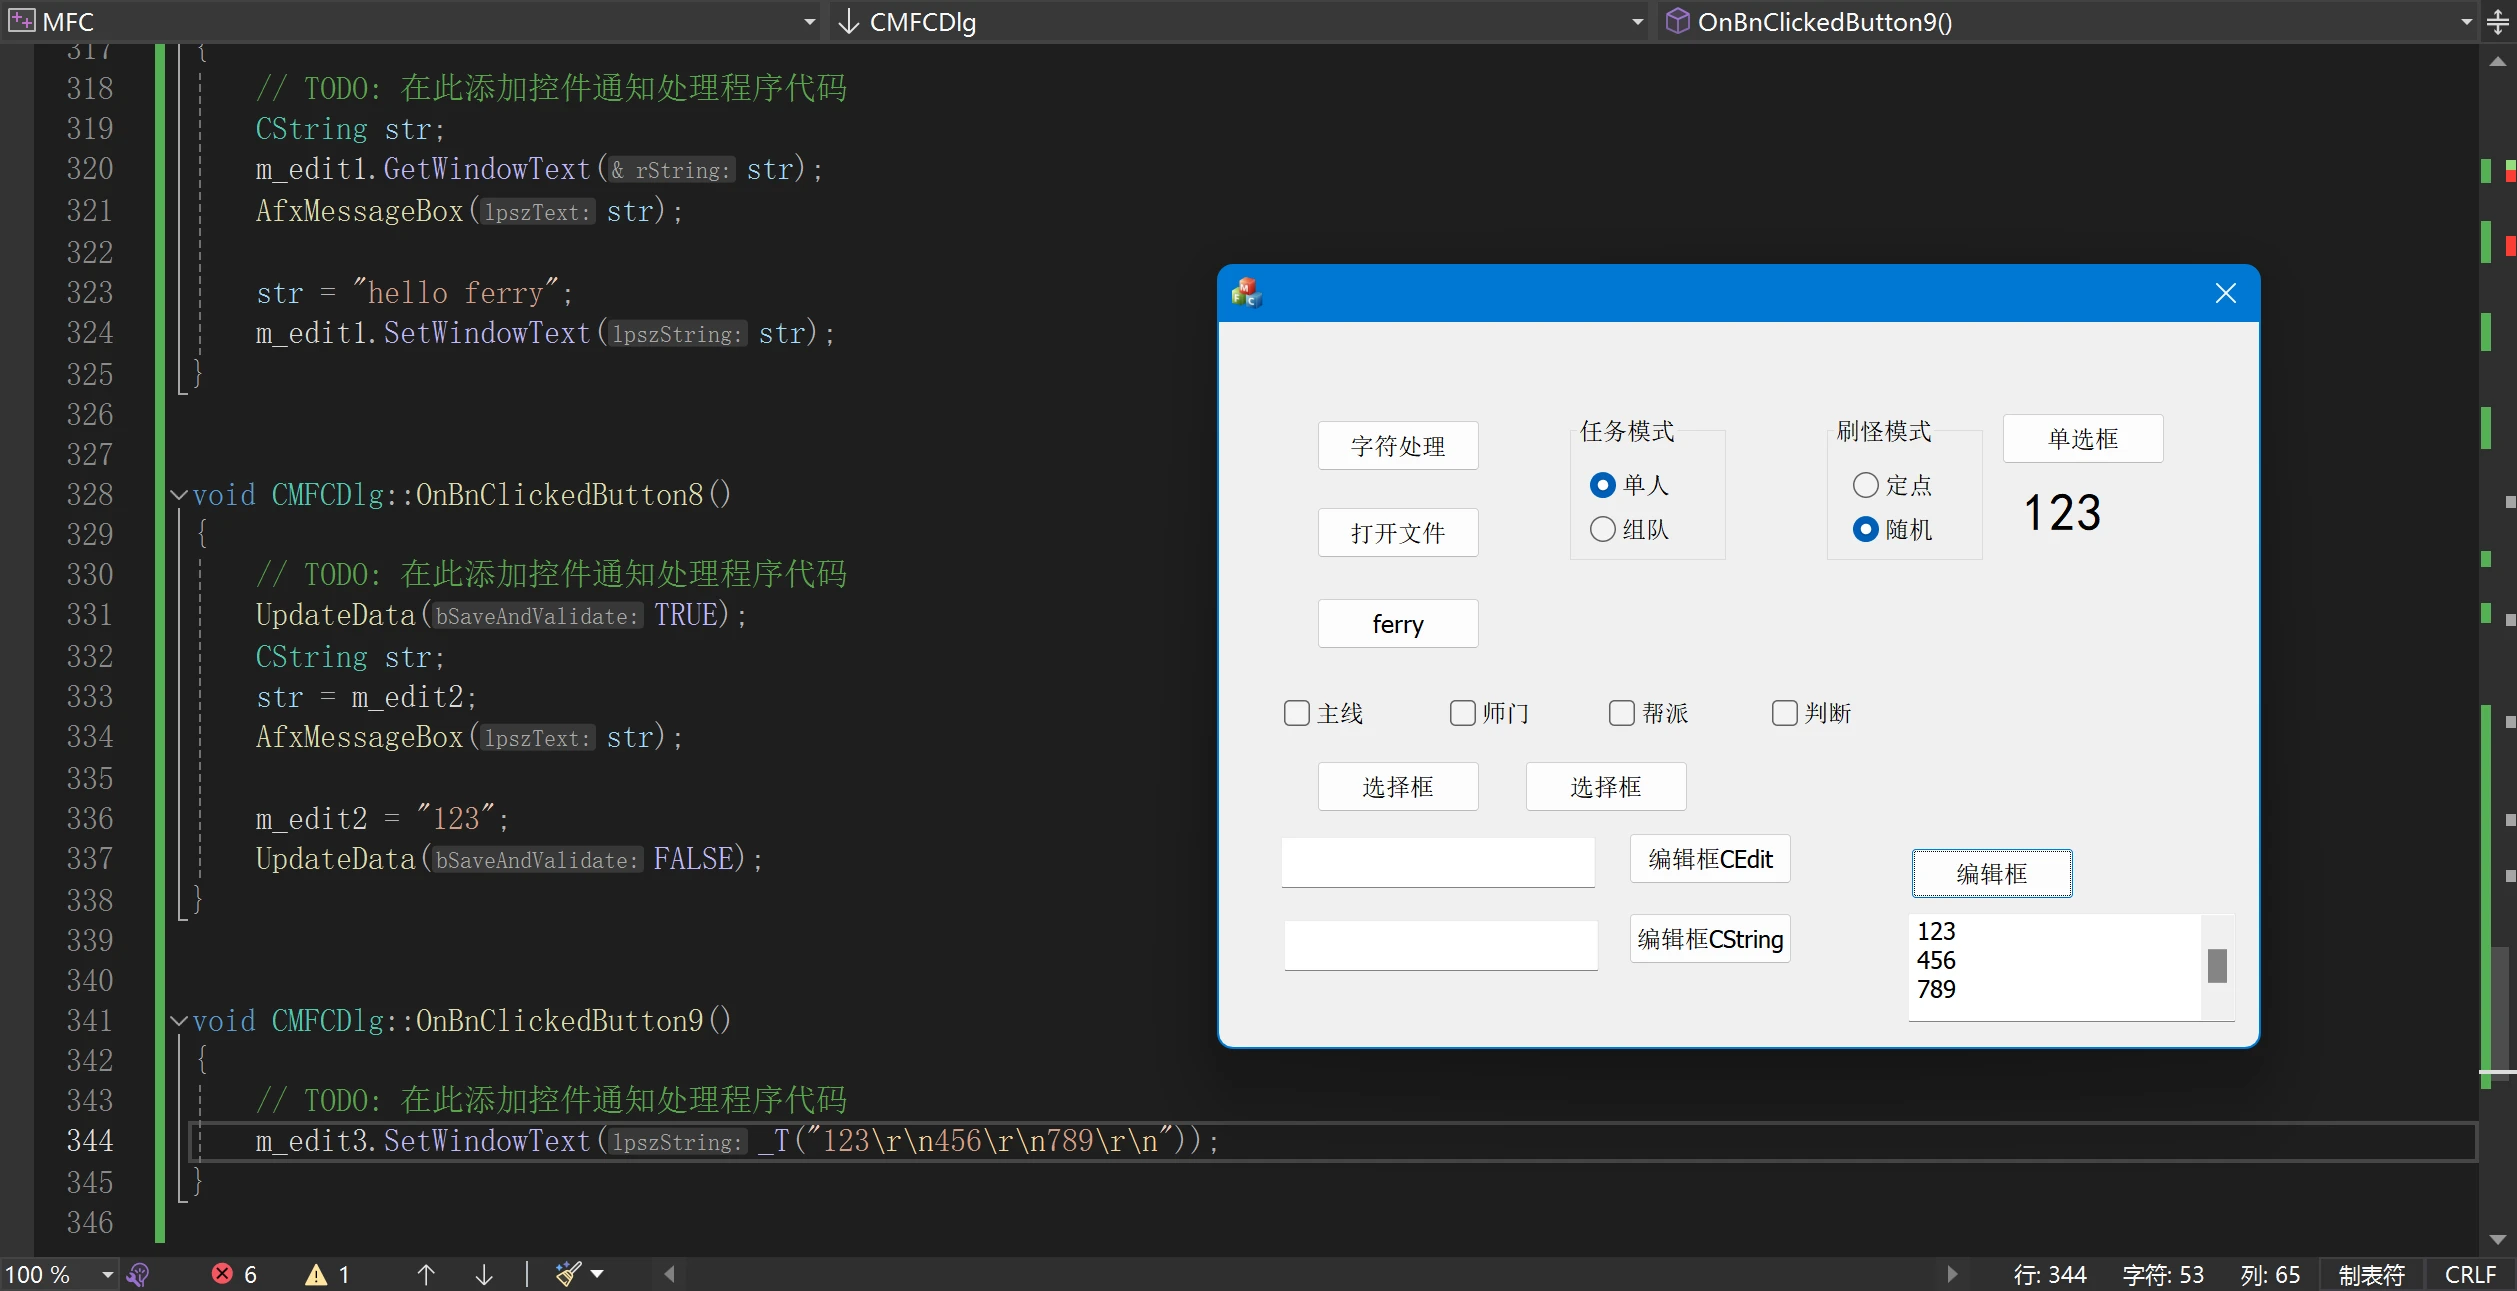 MFC
CMFCDlg
OnBnClickedButton9()
317 {
318 // TODO: 在此添加控件通知处理程序代码
319 CString str;
320 m_edit1.GetWindowText(& rString: str);
321 AfxMessageBox(lpszText: str);
322
323 str = "hello ferry";
324 m_edit1.SetWindowText(lpszString: str);
325 }
326
327
328 void CMFCDlg::OnBnClickedButton8()
329 {
330 // TODO: 在此添加控件通知处理程序代码
331 UpdateData(bSaveAndValidate: TRUE);
332 CString str;
333 str = m_edit2;
334 AfxMessageBox(lpszText: str);
335
336 m_edit2 = "123";
337 UpdateData(bSaveAndValidate: FALSE);
338 }
339
340
341 void CMFCDlg::OnBnClickedButton9()
342 {
343 // TODO: 在此添加控件通知处理程序代码
344 m_edit3.SetWindowText(lpszString: _T("123\r\n456\r\n789\r\n"));
345 }
346
字符处理
任务模式
刷怪模式
单选框
单人
定点
123
打开文件
组队
随机
ferry
主线
师门
帮派
判断
选择框
选择框
编辑框CEdit
编辑框
编辑框CString
123
456
789
100 %
6
1
行: 344
字符: 53
列: 65
制表符
CRLF